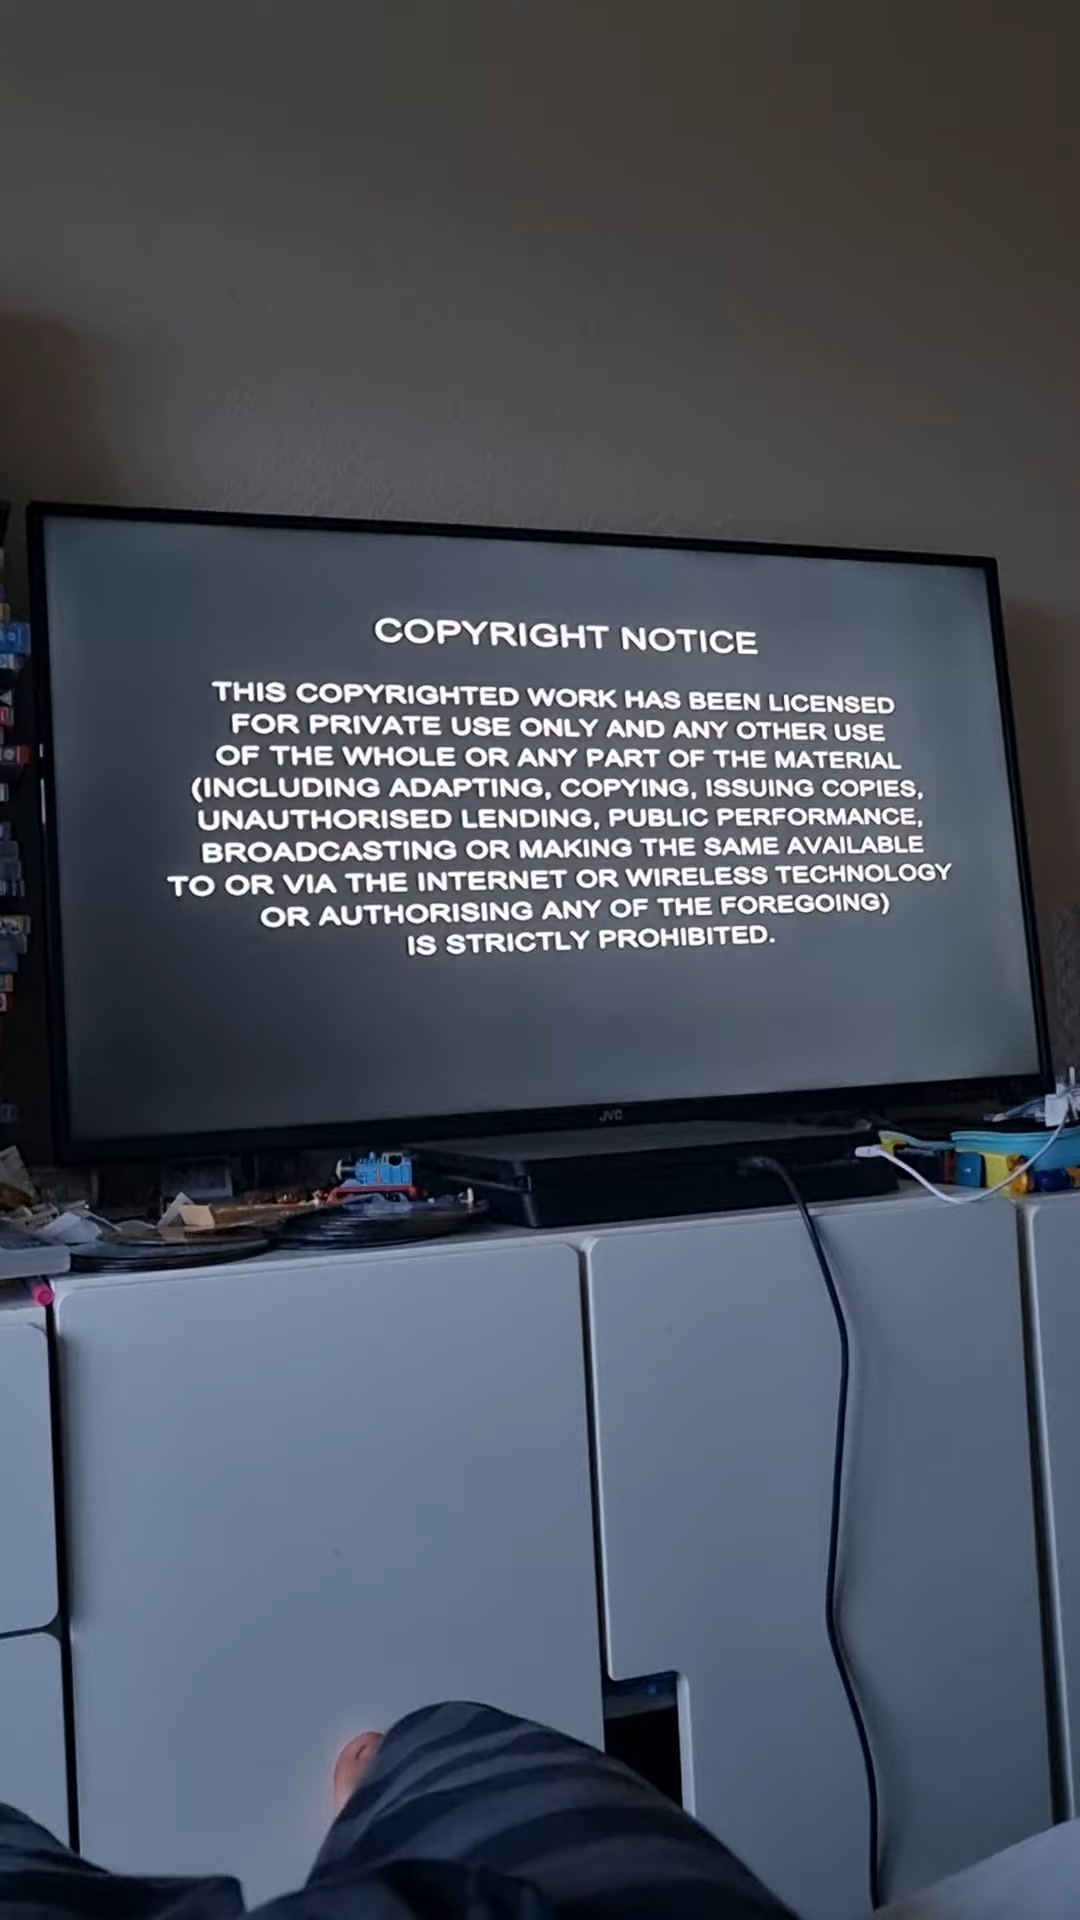 COPYRIGHT NOTICE
THIS COPYRIGHTED WORK HAS BEEN LICENSED
FOR PRIVATE USE ONLY AND ANY OTHER USE
OF THE WHOLE OR ANY PART OF THE MATERIAL
(INCLUDING ADAPTING, COPYING, ISSUING COPIES,
UNAUTHORISED LENDING, PUBLIC PERFORMANCE,
BROADCASTING OR MAKING THE SAME AVAILABLE
TO OR VIA THE INTERNET OR WIRELESS TECHNOLOGY
OR AUTHORISING ANY OF THE FOREGOING)
IS STRICTLY PROHIBITED.
JVC